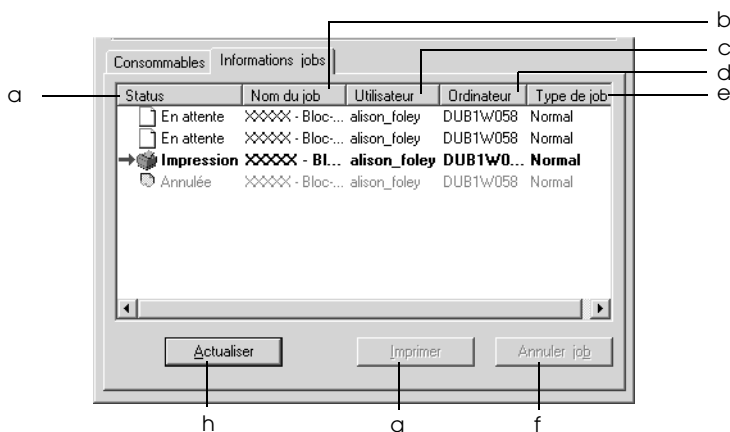 b
c
d
e
a
Consommables Informations jobs
Status Nom du job Utilisateur Ordinateur Type de job
En attente XXXXX - Bloc-... alison_foley DUB1W058 Normal
En attente XXXXX - Bloc-... alison_foley DUB1W058 Normal
Impression XXXXX - Bl... alison_foley DUB1W0... Normal
Annulée XXXXX - Bloc-... alison_foley DUB1W058 Normal
Actualiser Imprimer Annuler job
h g f